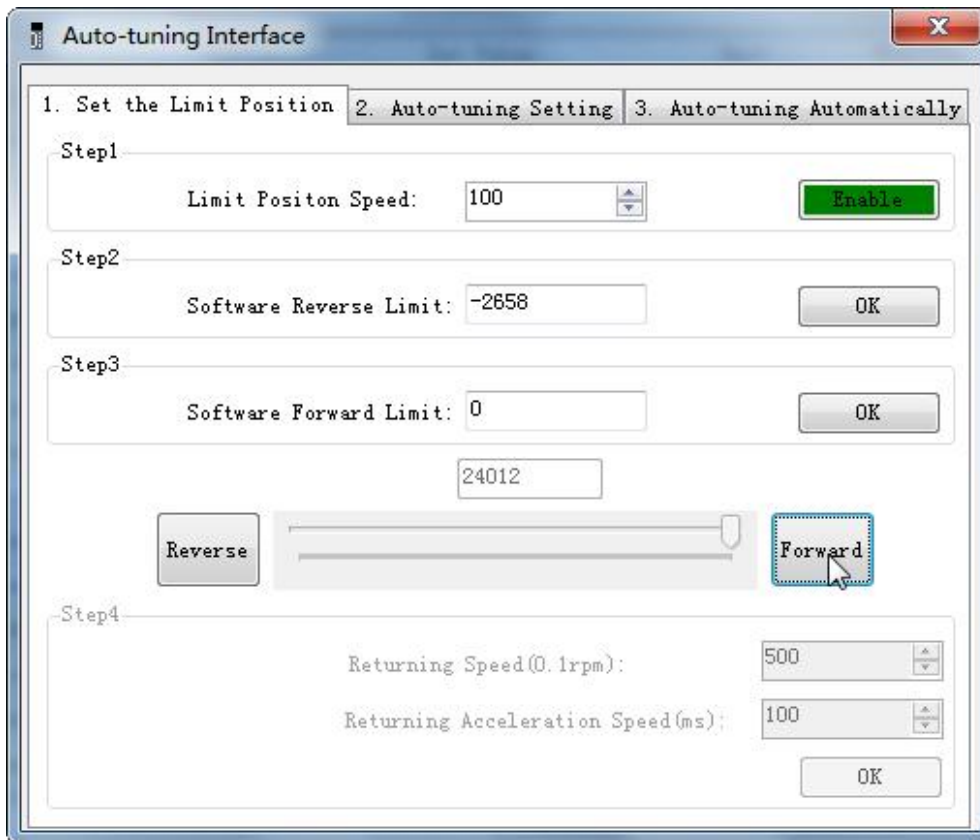 Auto-tuning Interface
1. Set the Limit Position 2. Auto-tuning Setting 3. Auto-tuning Automatically
Step1
Limit Positon Speed: 100 Enable
Step2
Software Reverse Limit: -2658 OK
Step3
Software Forward Limit: 0 OK
24012
Reverse Forward
Step4
Returning Speed(0.1rpm): 500
Returning Acceleration Speed(ms): 100
OK